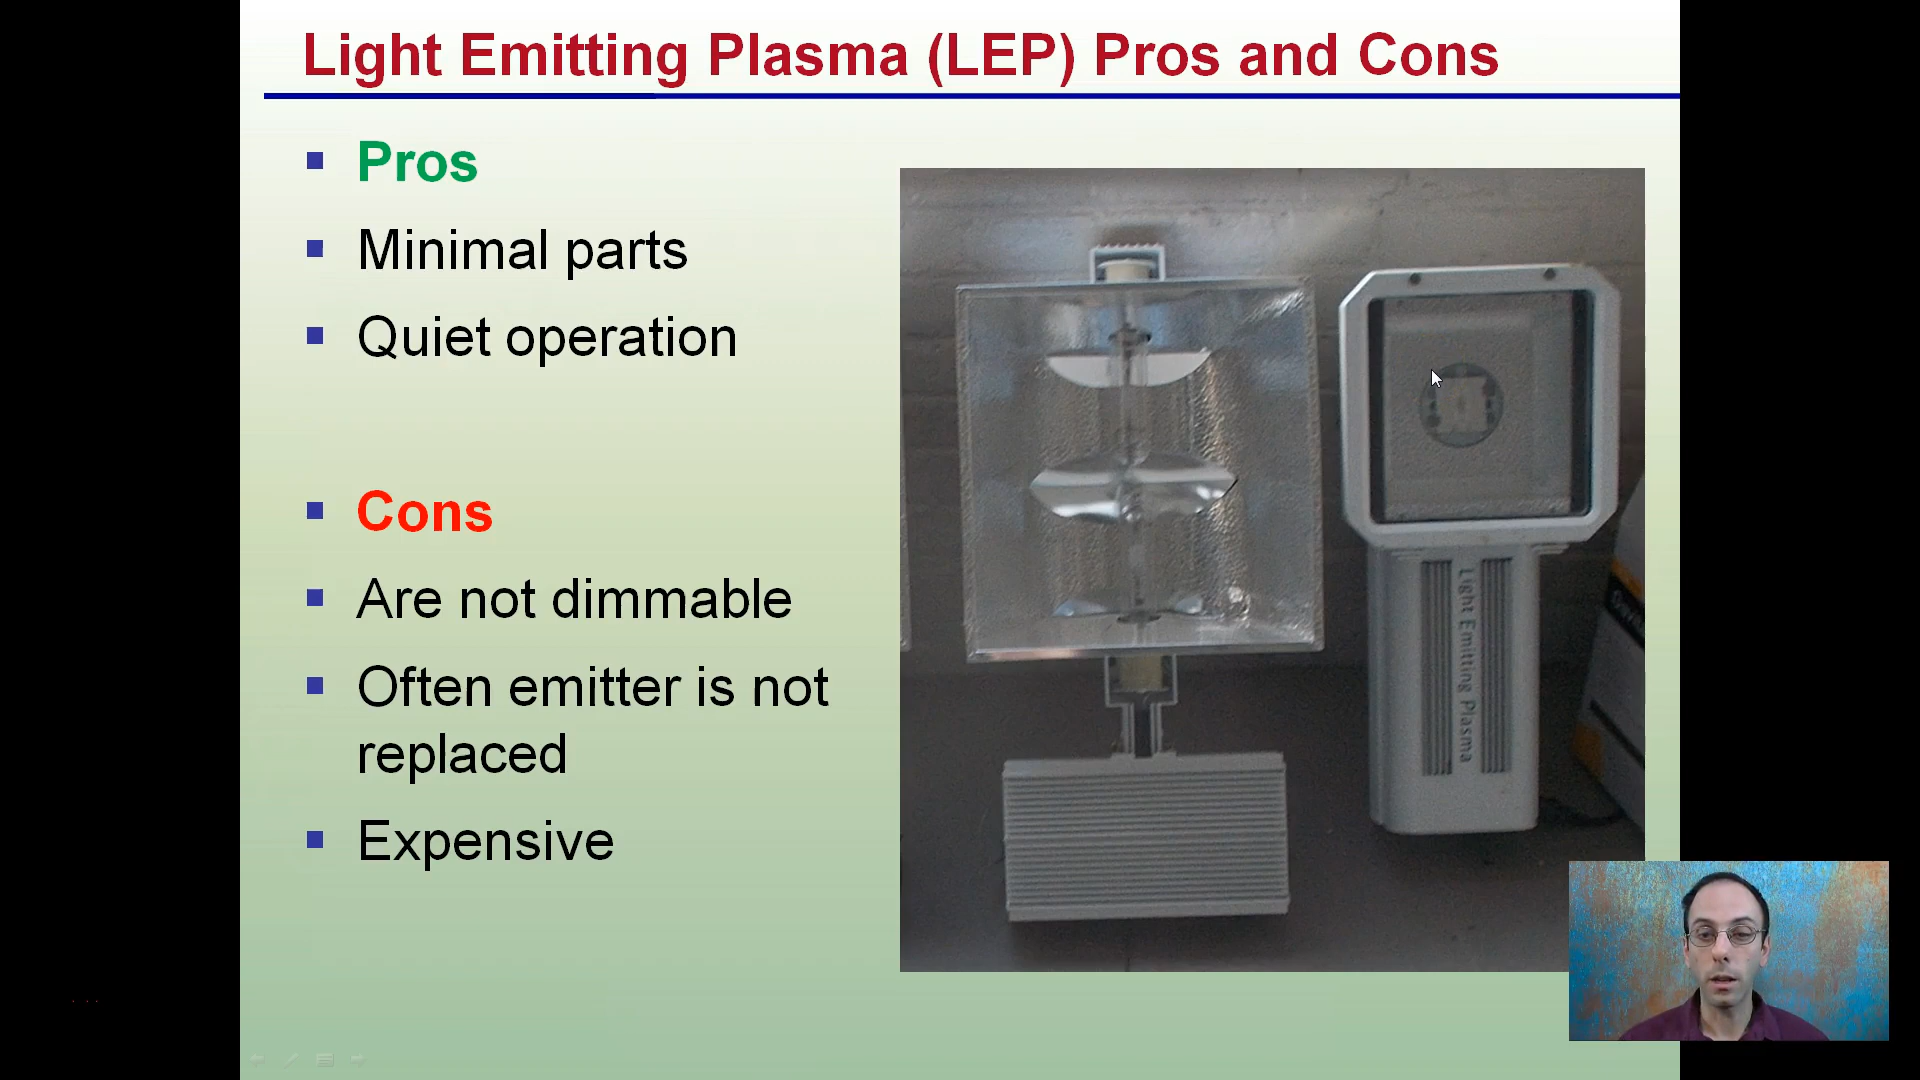 Light Emitting Plasma (LEP) Pros and Cons
Pros
Minimal parts
Quiet operation
Cons
Are not dimmable
Often emitter is not
replaced
Expensive
Light Emitting Plasma